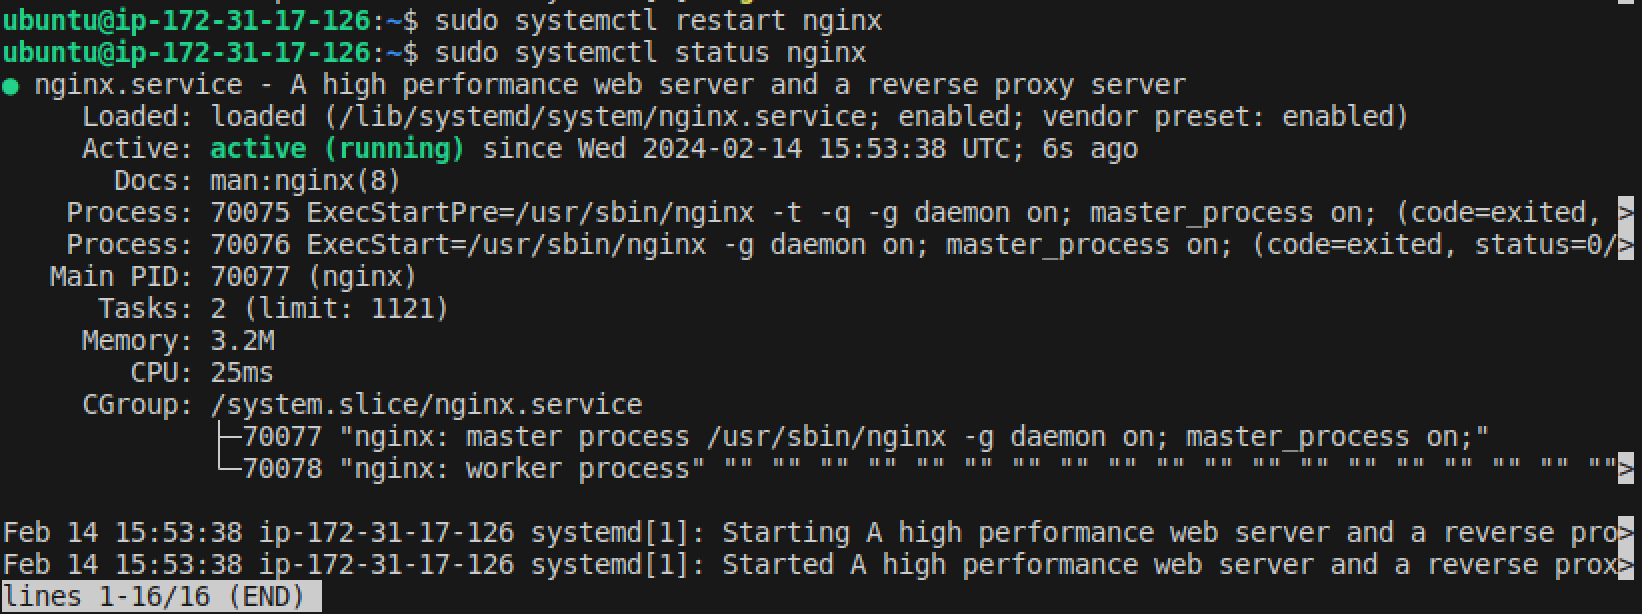 ubuntu@ip-172-31-17-126:~$ sudo systemctl restart nginx
ubuntu@ip-172-31-17-126:~$ sudo systemctl status nginx
● nginx.service - A high performance web server and a reverse proxy server
     Loaded: loaded (/lib/systemd/system/nginx.service; enabled; vendor preset: enabled)
     Active: active (running) since Wed 2024-02-14 15:53:38 UTC; 6s ago
       Docs: man:nginx(8)
    Process: 70075 ExecStartPre=/usr/sbin/nginx -t -q -g daemon on; master_process on; (code=exited, >
    Process: 70076 ExecStart=/usr/sbin/nginx -g daemon on; master_process on; (code=exited, status=0/>
   Main PID: 70077 (nginx)
      Tasks: 2 (limit: 1121)
     Memory: 3.2M
        CPU: 25ms
     CGroup: /system.slice/nginx.service
             ├─70077 "nginx: master process /usr/sbin/nginx -g daemon on; master_process on;"
             └─70078 "nginx: worker process" "" "" "" "" "" "" "" "" "" "" "" "" "" "" "" "" "" "" "">

Feb 14 15:53:38 ip-172-31-17-126 systemd[1]: Starting A high performance web server and a reverse pro>
Feb 14 15:53:38 ip-172-31-17-126 systemd[1]: Started A high performance web server and a reverse prox>
lines 1-16/16 (END)